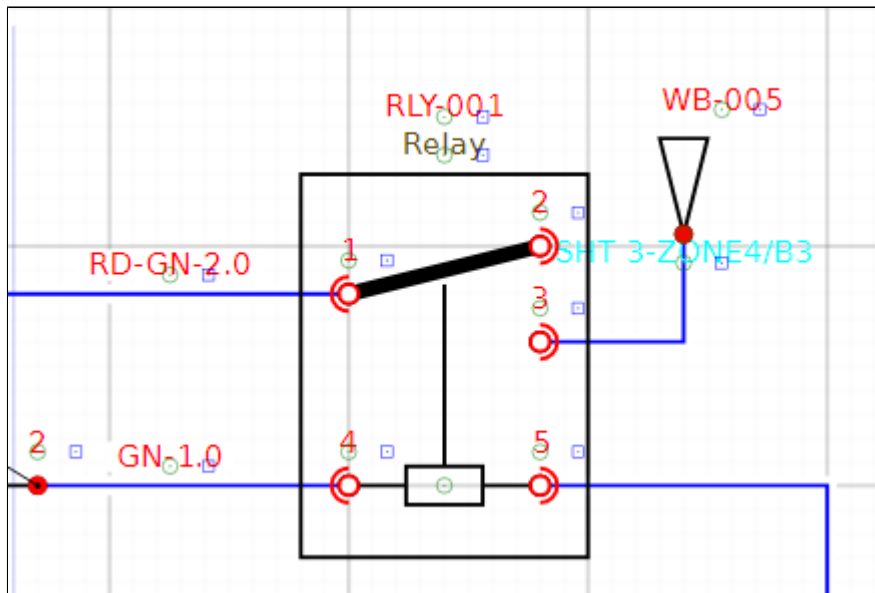 RLY-001
WB-005
Relay
2
1
SHT 3-ZONE4/B3
RD-GN-2.0
3
2
4
5
GN-1.0